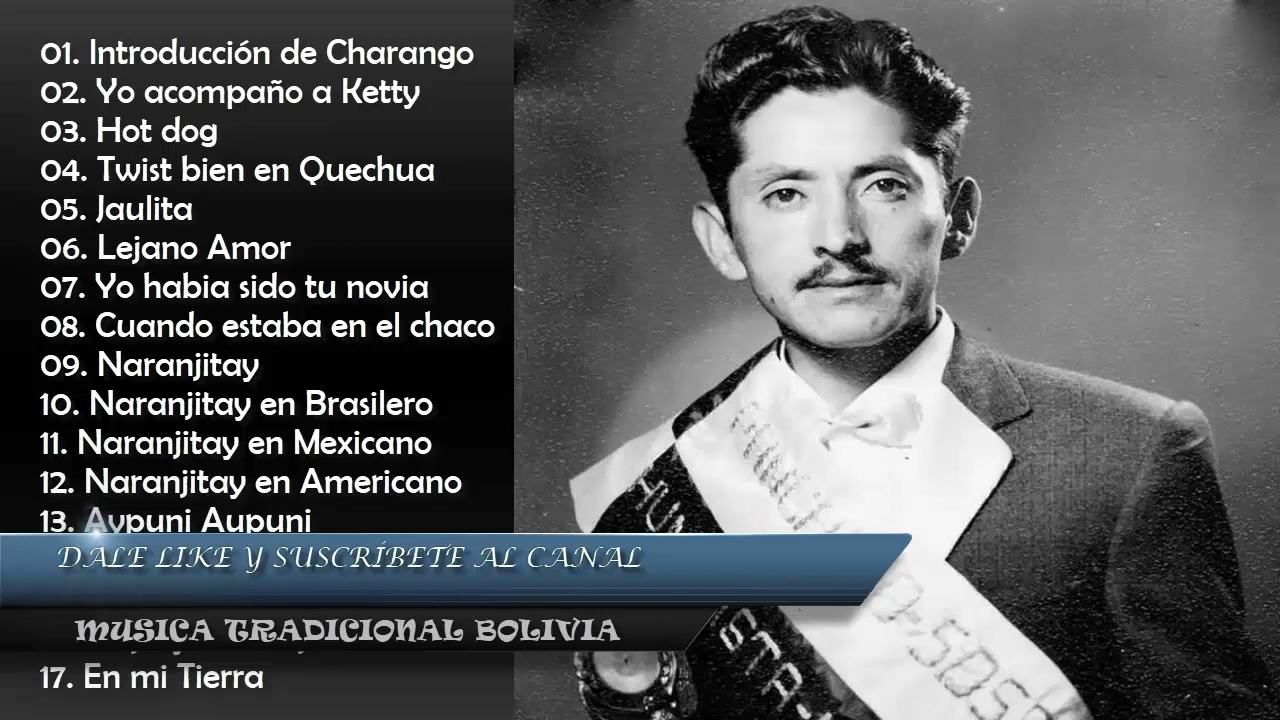 01. Introducción de Charango
02. Yo acompaño a Ketty
03. Hot dog
04. Twist bien en Quechua
05. Jaulita
06. Lejano Amor
07. Yo habia sido tu novia
08. Cuando estaba en el chaco
09. Naranjitay
10. Naranjitay en Brasilero
11. Naranjitay en Mexicano
12. Naranjitay en Americano
13. Aypuni Aupuni
DALE LIKE Y SUSCRÍBETE AL CANAL
MUSICA TRADICIONAL BOLIVIA
17. En mi Tierra